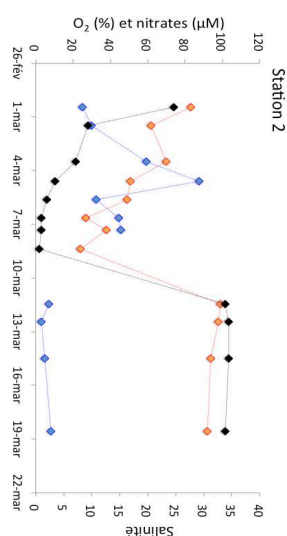 Station 2
O₂ (%) et nitrates (µM)
0 20 40 60 80 100 120
26-fév
1-mar
4-mar
7-mar
10-mar
13-mar
16-mar
19-mar
22-mar
0 5 10 15 20 25 30 35 40
Salinité